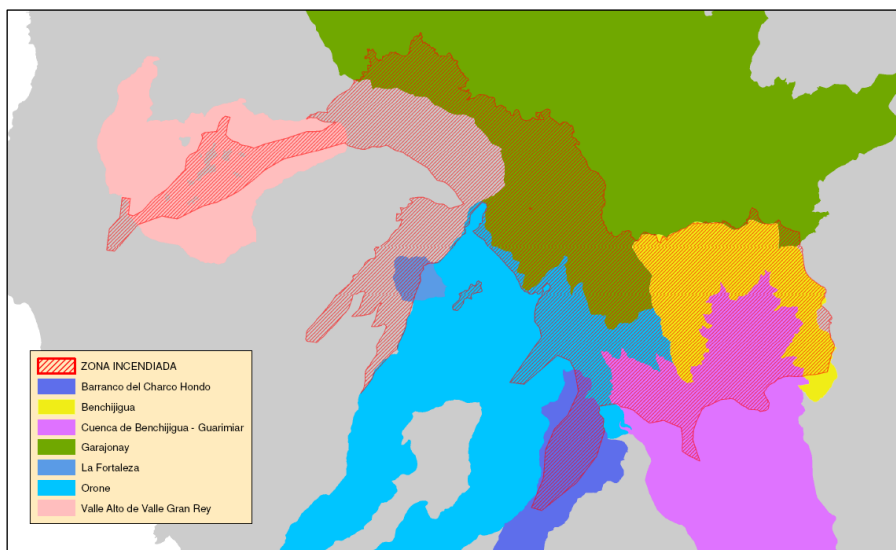 ZONA INCENDIADA
Barranco del Charco Hondo
Benchijigua
Cuenca de Benchijigua - Guarimiar
Garajonay
La Fortaleza
Orone
Valle Alto de Valle Gran Rey